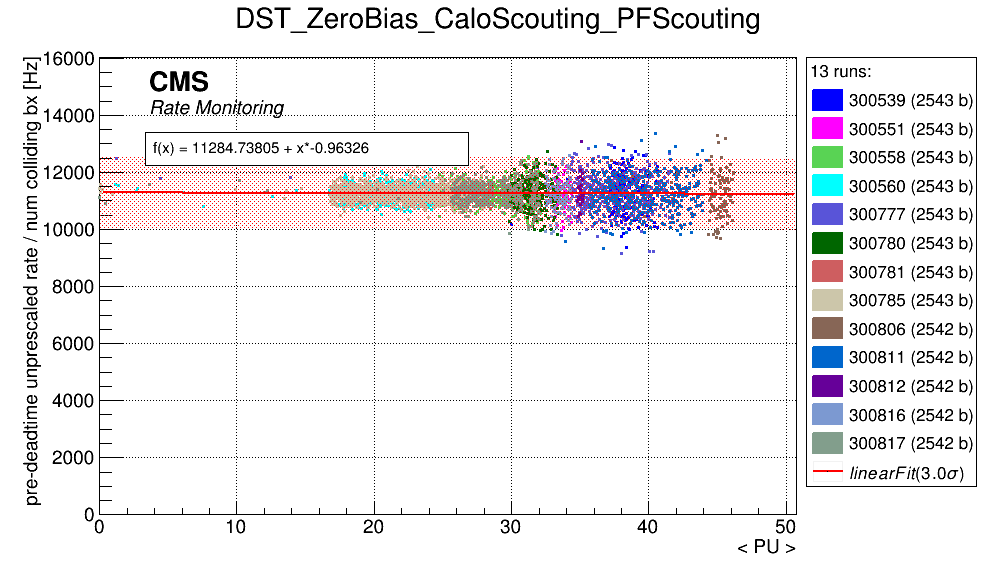 DST_ZeroBias_CaloScouting_PFScouting
pre-deadtime unprescaled rate / num colliding bx [Hz]
16000
14000
12000
10000
8000
6000
4000
2000
0
CMS
Rate Monitoring
f(x) = 11284.73805 + x*-0.96326
0 10 20 30 40 50
< PU >
13 runs:
300539 (2543 b)
300551 (2543 b)
300558 (2543 b)
300560 (2543 b)
300777 (2543 b)
300780 (2543 b)
300781 (2543 b)
300785 (2543 b)
300806 (2542 b)
300811 (2542 b)
300812 (2542 b)
300816 (2542 b)
300817 (2542 b)
linearFit(3.0σ)